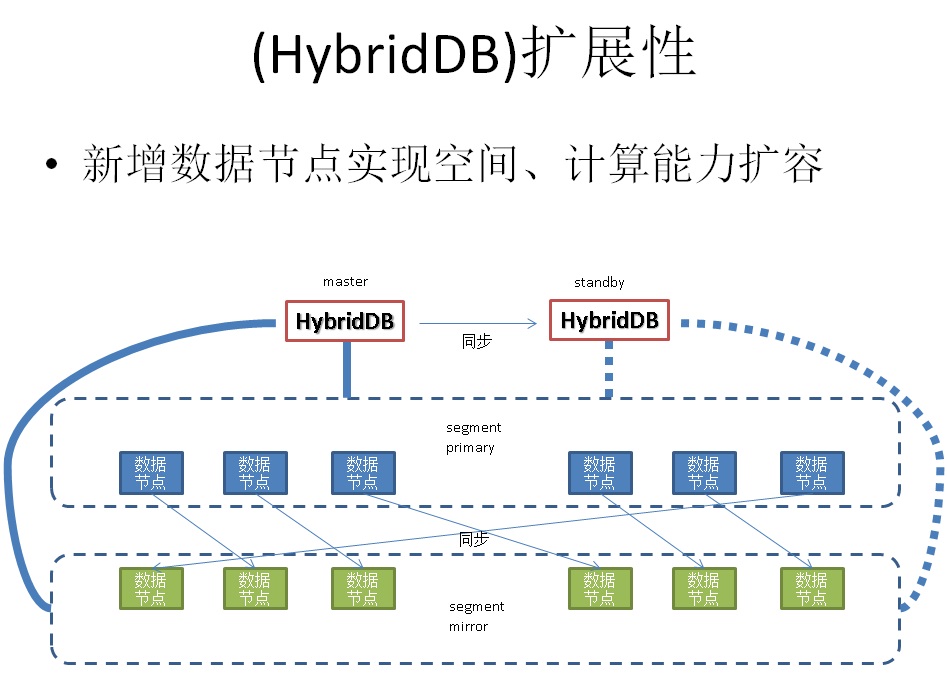 (HybridDB)扩展性
• 新增数据节点实现空间、计算能力扩容
master
standby
HybridDB
HybridDB
同步
segment
primary
数据
节点
数据
节点
数据
节点
数据
节点
数据
节点
数据
节点
同步
数据
节点
数据
节点
数据
节点
数据
节点
数据
节点
数据
节点
segment
mirror